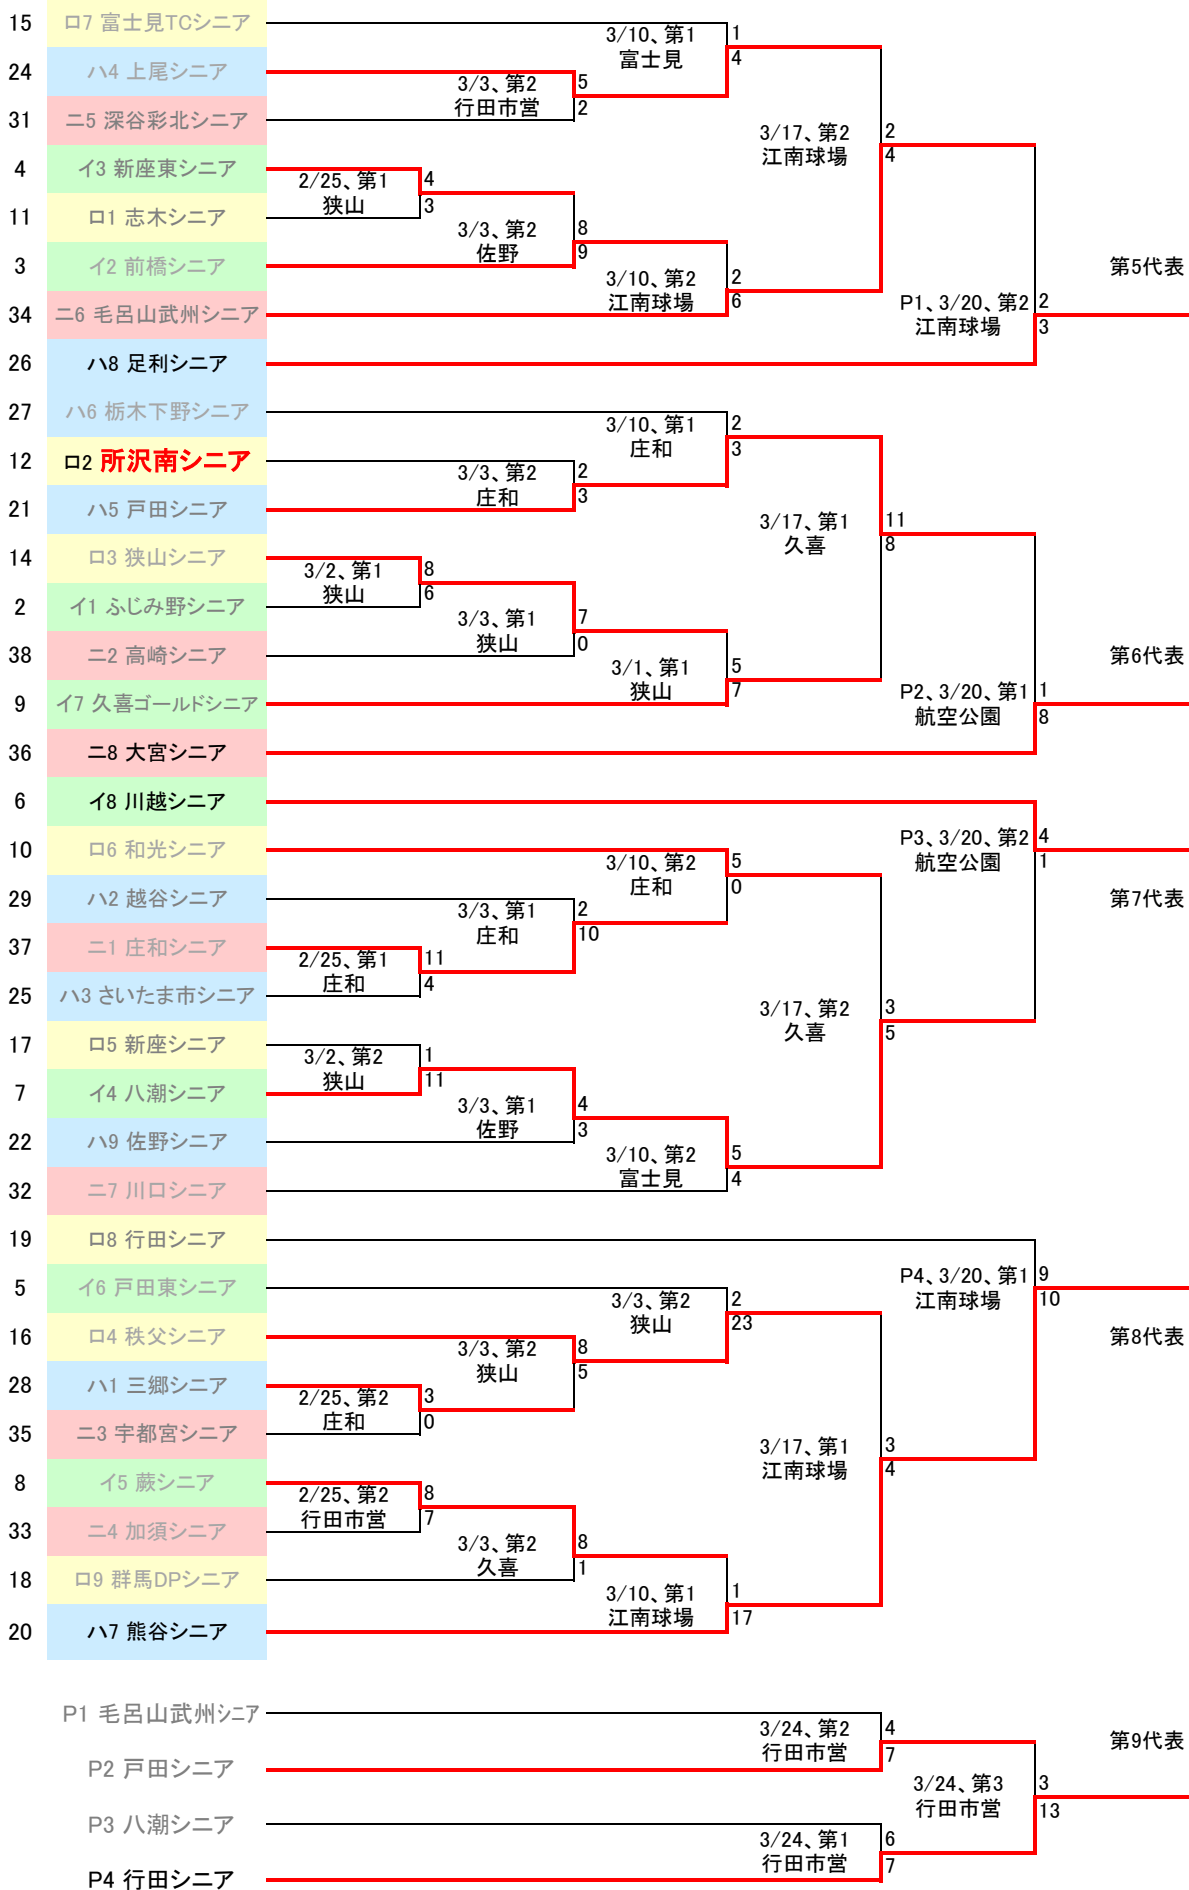 15 ロ7 富士見TCシニア
3/10、第1 1
富士見 4
24 ハ4 上尾シニア
3/3、第2 5
行田市営 2
31 ニ5 深谷彩北シニア
3/17、第2 2
江南球場 4
4 イ3 新座東シニア
2/25、第1 4
狭山 3
11 ロ1 志木シニア
3/3、第2 8
佐野 9
3 イ2 前橋シニア
第5代表
3/10、第2 2
江南球場 6
34 ニ6 毛呂山武州シニア
P1、3/20、第2 2
江南球場 3
26 ハ8 足利シニア
27 ハ6 栃木下野シニア
3/10、第1 2
庄和 3
12 ロ2 所沢南シニア
3/3、第2 2
庄和 3
21 ハ5 戸田シニア
3/17、第1 11
久喜 8
14 ロ3 狭山シニア
3/2、第1 8
狭山 6
2 イ1 ふじみ野シニア
3/3、第1 7
狭山 0
38 ニ2 高崎シニア
第6代表
3/1、第1 5
狭山 7
9 イ7 久喜ゴールドシニア
P2、3/20、第1 1
航空公園 8
36 ニ8 大宮シニア
6 イ8 川越シニア
P3、3/20、第2 4
航空公園 1
10 ロ6 和光シニア
3/10、第2 5
庄和 0
29 ハ2 越谷シニア
第7代表
3/3、第1 2
庄和 10
37 ニ1 庄和シニア
2/25、第1 11
庄和 4
25 ハ3 さいたま市シニア
3/17、第2 3
久喜 5
17 ロ5 新座シニア
3/2、第2 1
狭山 11
7 イ4 八潮シニア
3/3、第1 4
佐野 3
22 ハ9 佐野シニア
3/10、第2 5
富士見 4
32 ニ7 川口シニア
19 ロ8 行田シニア
P4、3/20、第1 9
江南球場 10
5 イ6 戸田東シニア
3/3、第2 2
狭山 23
16 ロ4 秩父シニア
第8代表
3/3、第2 8
狭山 5
28 ハ1 三郷シニア
2/25、第2 3
庄和 0
35 ニ3 宇都宮シニア
3/17、第1 3
江南球場 4
8 イ5 蕨シニア
2/25、第2 8
行田市営 7
33 ニ4 加須シニア
3/3、第2 8
久喜 1
18 ロ9 群馬DPシニア
3/10、第1 1
江南球場 17
20 ハ7 熊谷シニア
P1 毛呂山武州シニア
3/24、第2 4
行田市営 7
第9代表
P2 戸田シニア
3/24、第3 3
行田市営 13
P3 八潮シニア
3/24、第1 6
行田市営 7
P4 行田シニア